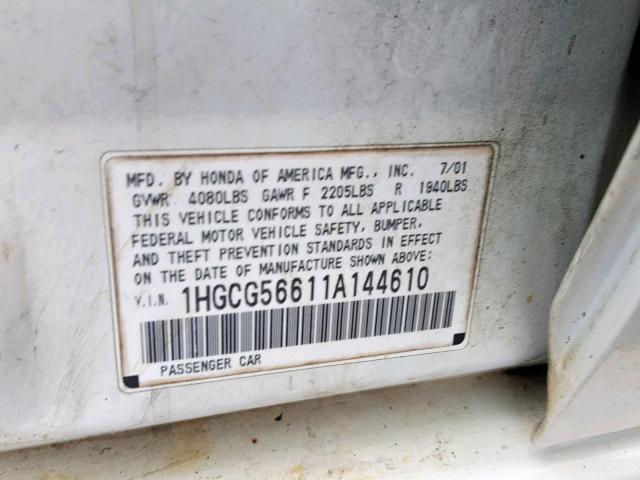 MFD. BY HONDA OF AMERICA MFG., INC. 7/01
GVWR 4080LBS GAWR F 2205LBS R 1940LBS
THIS VEHICLE CONFORMS TO ALL APPLICABLE
FEDERAL MOTOR VEHICLE SAFETY, BUMPER,
AND THEFT PREVENTION STANDARDS IN EFFECT
ON THE DATE OF MANUFACTURE SHOWN ABOVE:
V.I.N. 1HGCG56611A144610
PASSENGER CAR